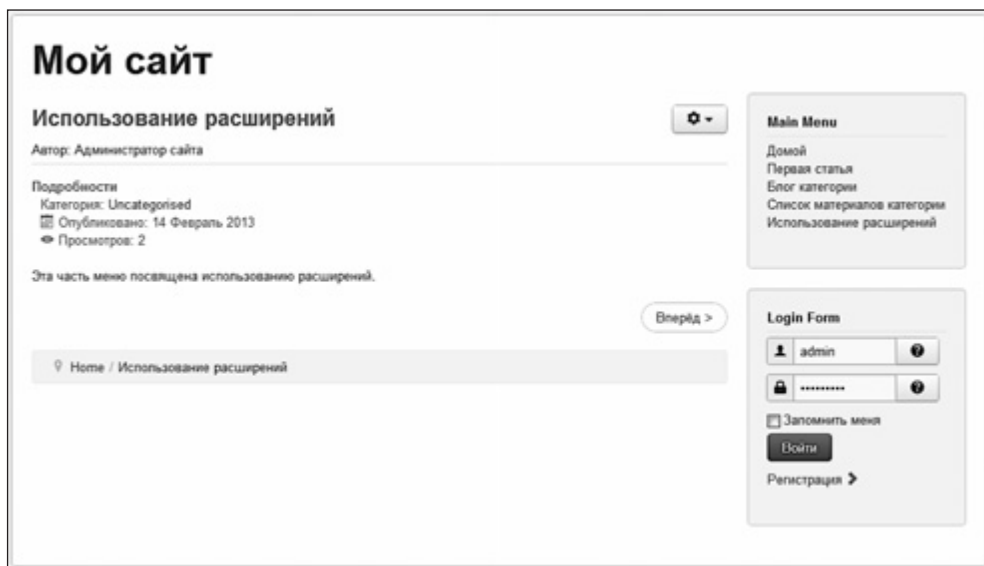 Мой сайт
Использование расширений
Автор: Администратор сайта
Подробности
Категория: Uncategorised
Опубликовано: 14 Февраль 2013
Просмотров: 2
Эта часть меню посвящена использованию расширений.
Вперёд >
Home / Использование расширений
Main Menu
Домой
Первая статья
Блог категории
Список материалов категории
Использование расширений
Login Form
admin
•••••••••
Запомнить меня
Войти
Регистрация